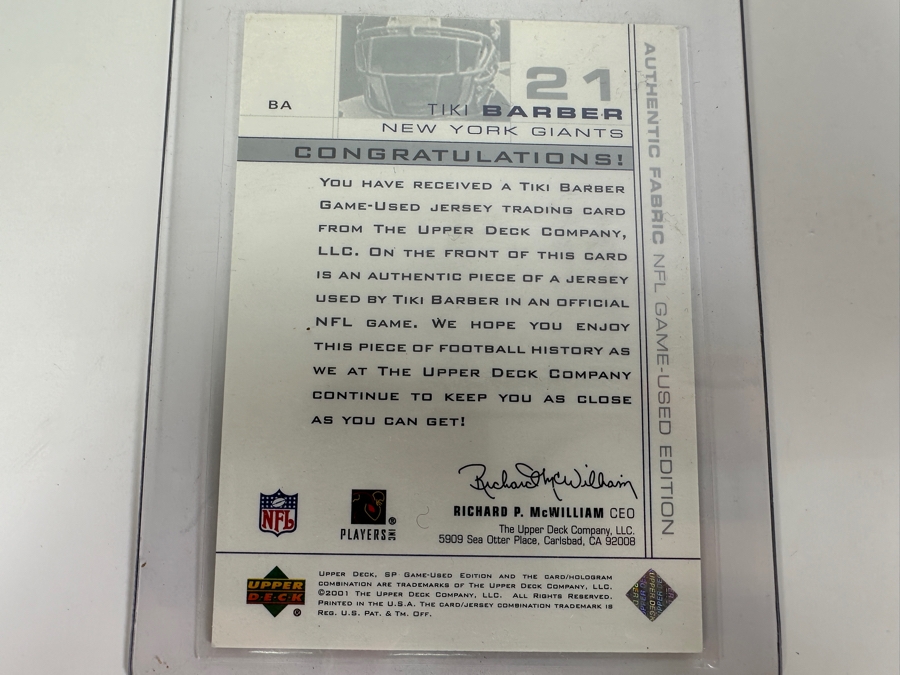 BA
21
TIKI BARBER
NEW YORK GIANTS
CONGRATULATIONS!
YOU HAVE RECEIVED A TIKI BARBER
GAME-USED JERSEY TRADING CARD
FROM THE UPPER DECK COMPANY,
LLC. ON THE FRONT OF THIS CARD
IS AN AUTHENTIC PIECE OF A JERSEY
USED BY TIKI BARBER IN AN OFFICIAL
NFL GAME. WE HOPE YOU ENJOY
THIS PIECE OF FOOTBALL HISTORY AS
WE AT THE UPPER DECK COMPANY
CONTINUE TO KEEP YOU AS CLOSE
AS YOU CAN GET!
AUTHENTIC FABRIC NFL GAME-USED EDITION
Richard McWilliam
RICHARD P. McWILLIAM CEO
The Upper Deck Company, LLC.
5909 Sea Otter Place, Carlsbad, CA 92008
NFL
PLAYERS INC ®
UPPER DECK ®
UPPER DECK, SP GAME-USED EDITION AND THE CARD/HOLOGRAM
COMBINATION ARE TRADEMARKS OF THE UPPER DECK COMPANY, LLC.
©2001 THE UPPER DECK COMPANY, LLC. ALL RIGHTS RESERVED.
PRINTED IN THE U.S.A. THE CARD/JERSEY COMBINATION TRADEMARK IS
REG. U.S. PAT. & TM. OFF.